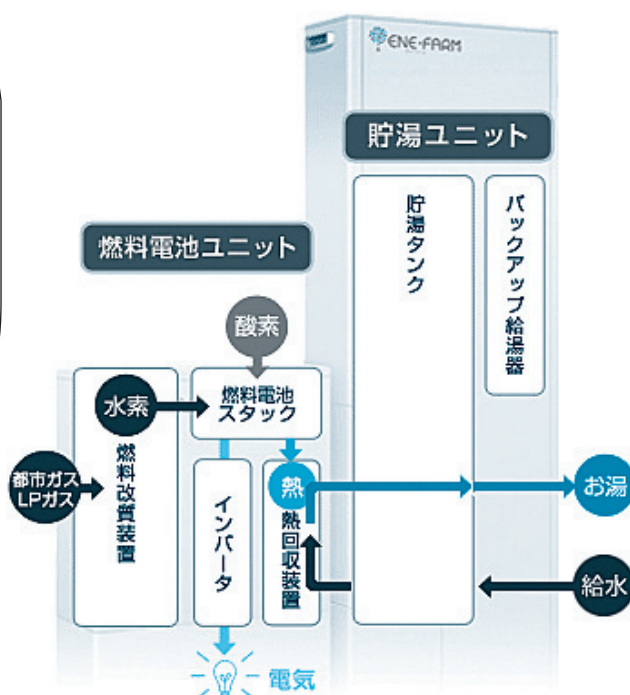 ENE・FARM
貯湯ユニット
貯湯タンク
バックアップ給湯器
燃料電池ユニット
酸素
水素
燃料電池
スタック
都市ガス
LPガス
燃料改質装置
インバータ
熱
熱回収装置
お湯
給水
電気